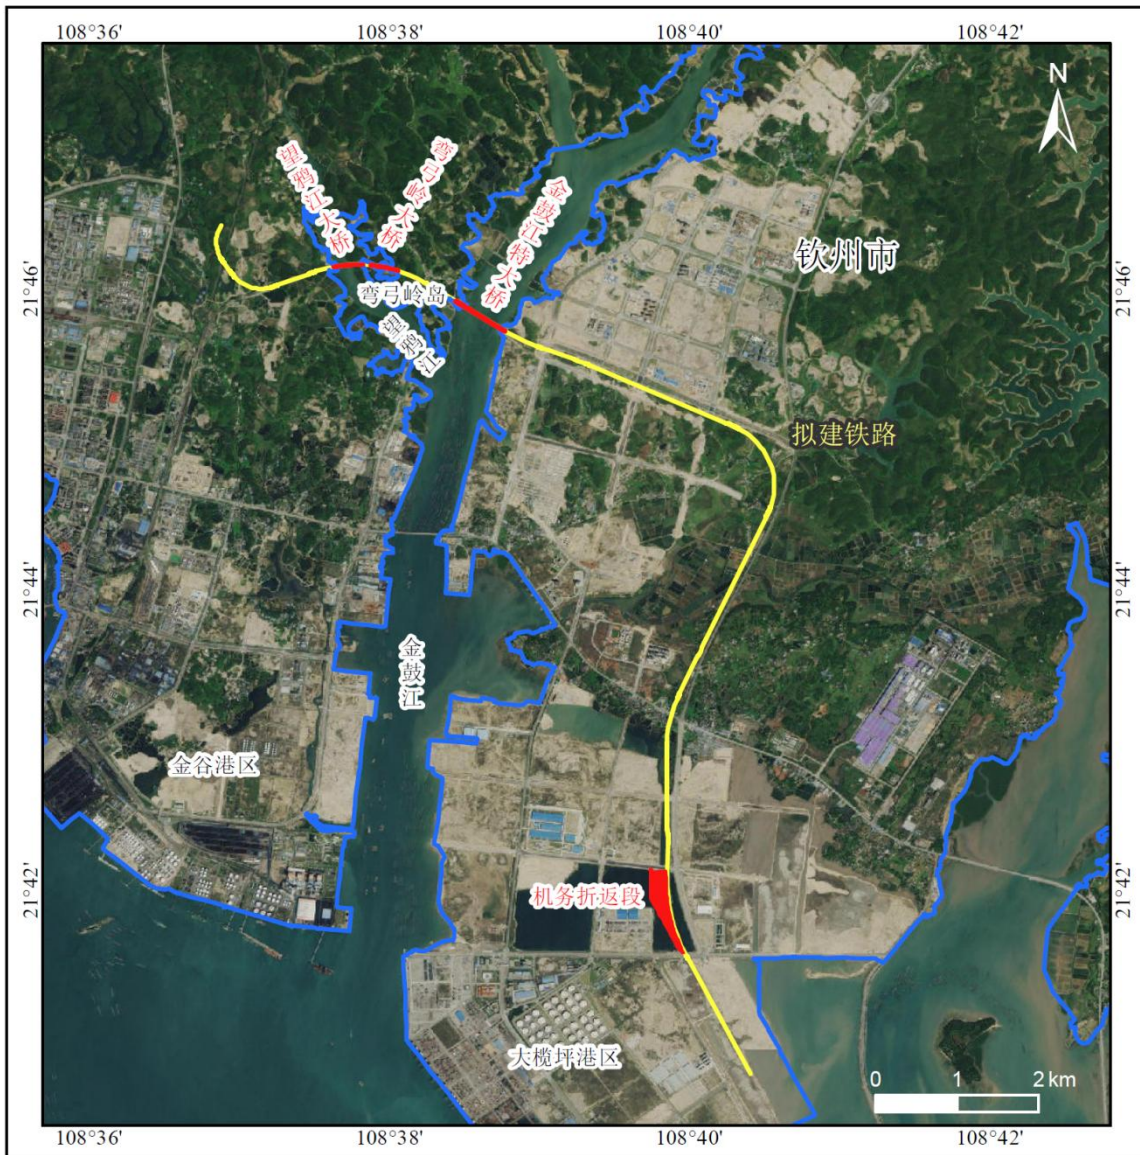 108°36'
108°38'
108°40'
108°42'
N
望鸦江大桥
弯弓岭大桥
金鼓江特大桥
钦州市
21°46'
21°46'
弯弓岭岛
望鸦江
拟建铁路
21°44'
21°44'
金鼓江
金谷港区
21°42'
21°42'
机务折返段
大榄坪港区
0 1 2 km
108°36'
108°38'
108°40'
108°42'